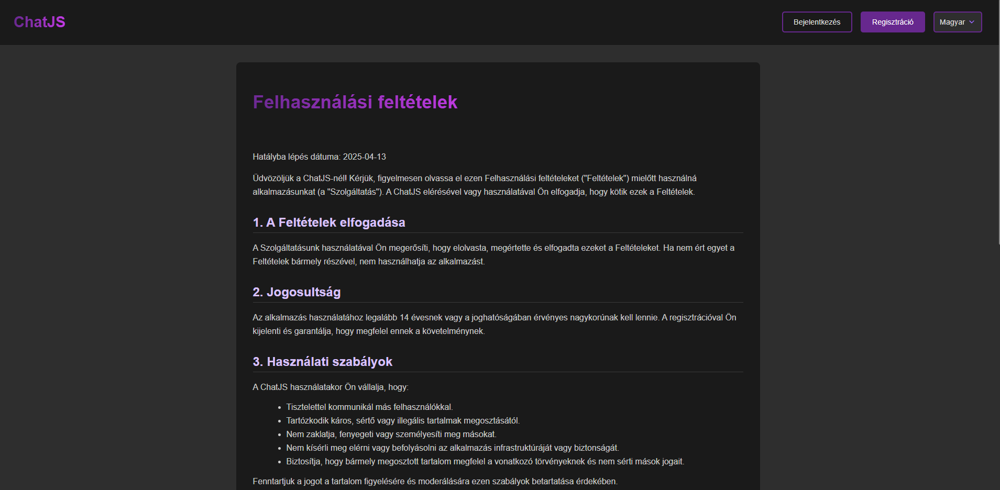 ChatJS
Bejelentkezés
Regisztráció
Magyar
Felhasználási feltételek
Hatályba lépés dátuma: 2025-04-13
Üdvözöljük a ChatJS-nél! Kérjük, figyelmesen olvassa el ezen Felhasználási feltételeket ("Feltételek") mielőtt használná
alkalmazásunkat (a "Szolgáltatás"). A ChatJS elérésével vagy használatával Ön elfogadja, hogy kötik ezek a Feltételek.
1. A Feltételek elfogadása
A Szolgáltatásunk használatával Ön megerősíti, hogy elolvasta, megértette és elfogadta ezeket a Feltételeket. Ha nem ért egyet a
Feltételek bármely részével, nem használhatja az alkalmazást.
2. Jogosultság
Az alkalmazás használatához legalább 14 évesnek vagy a joghatóságában érvényes nagykorúnak kell lennie. A regisztrációval Ön
kijelenti és garantálja, hogy megfelel ennek a követelménynek.
3. Használati szabályok
A ChatJS használatakor Ön vállalja, hogy:
• Tisztelettel kommunikál más felhasználókkal.
• Tartózkodik káros, sértő vagy illegális tartalmak megosztásától.
• Nem zaklatja, fenyegeti vagy személyesíti meg másokat.
• Nem kísérli meg elérni vagy befolyásolni az alkalmazás infrastruktúráját vagy biztonságát.
• Biztosítja, hogy bármely megosztott tartalom megfelel a vonatkozó törvényeknek és nem sérti mások jogait.
Fenntartjuk a jogot a tartalom figyelésére és moderálására ezen szabályok betartatása érdekében.